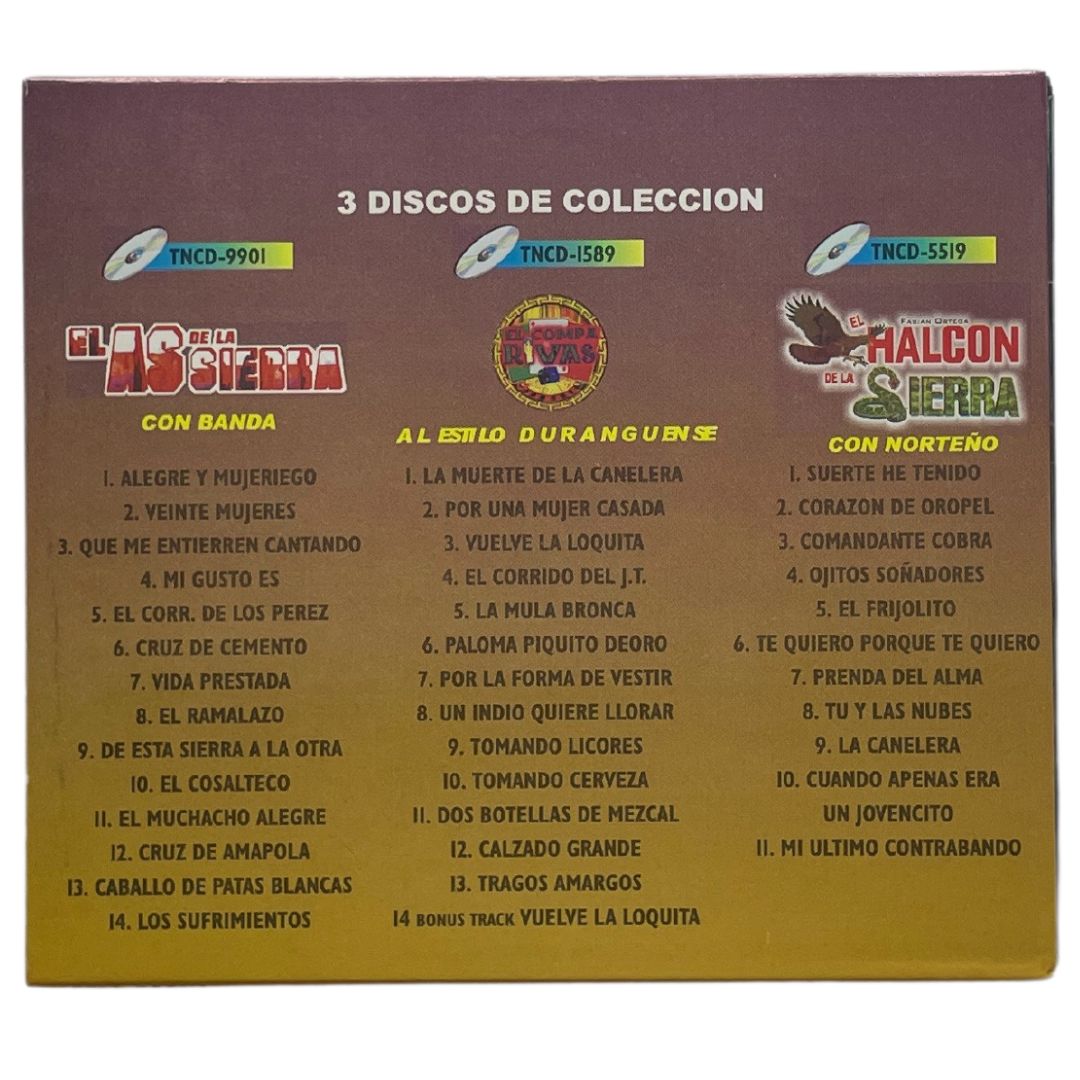 3 DISCOS DE COLECCION
TNCD-9901
EL AS DE LA SIERRA
CON BANDA
1. ALEGRE Y MUJERIEGO
2. VEINTE MUJERES
3. QUE ME ENTIERREN CANTANDO
4. MI GUSTO ES
5. EL CORR. DE LOS PEREZ
6. CRUZ DE CEMENTO
7. VIDA PRESTADA
8. EL RAMALAZO
9. DE ESTA SIERRA A LA OTRA
10. EL COSALTECO
11. EL MUCHACHO ALEGRE
12. CRUZ DE AMAPOLA
13. CABALLO DE PATAS BLANCAS
14. LOS SUFRIMIENTOS
TNCD-1589
EL COMPA
RIVAS
AL ESTILO DURANGUENSE
1. LA MUERTE DE LA CANELERA
2. POR UNA MUJER CASADA
3. VUELVE LA LOQUITA
4. EL CORRIDO DEL J.T.
5. LA MULA BRONCA
6. PALOMA PIQUITO DEORO
7. POR LA FORMA DE VESTIR
8. UN INDIO QUIERE LLORAR
9. TOMANDO LICORES
10. TOMANDO CERVEZA
11. DOS BOTELLAS DE MEZCAL
12. CALZADO GRANDE
13. TRAGOS AMARGOS
14 BONUS TRACK VUELVE LA LOQUITA
TNCD-5519
FABIAN ORTEGA
EL HALCON
DE LA SIERRA
CON NORTEÑO
1. SUERTE HE TENIDO
2. CORAZON DE OROPEL
3. COMANDANTE COBRA
4. OJITOS SOÑADORES
5. EL FRIJOLITO
6. TE QUIERO PORQUE TE QUIERO
7. PRENDA DEL ALMA
8. TU Y LAS NUBES
9. LA CANELERA
10. CUANDO APENAS ERA
UN JOVENCITO
11. MI ULTIMO CONTRABANDO